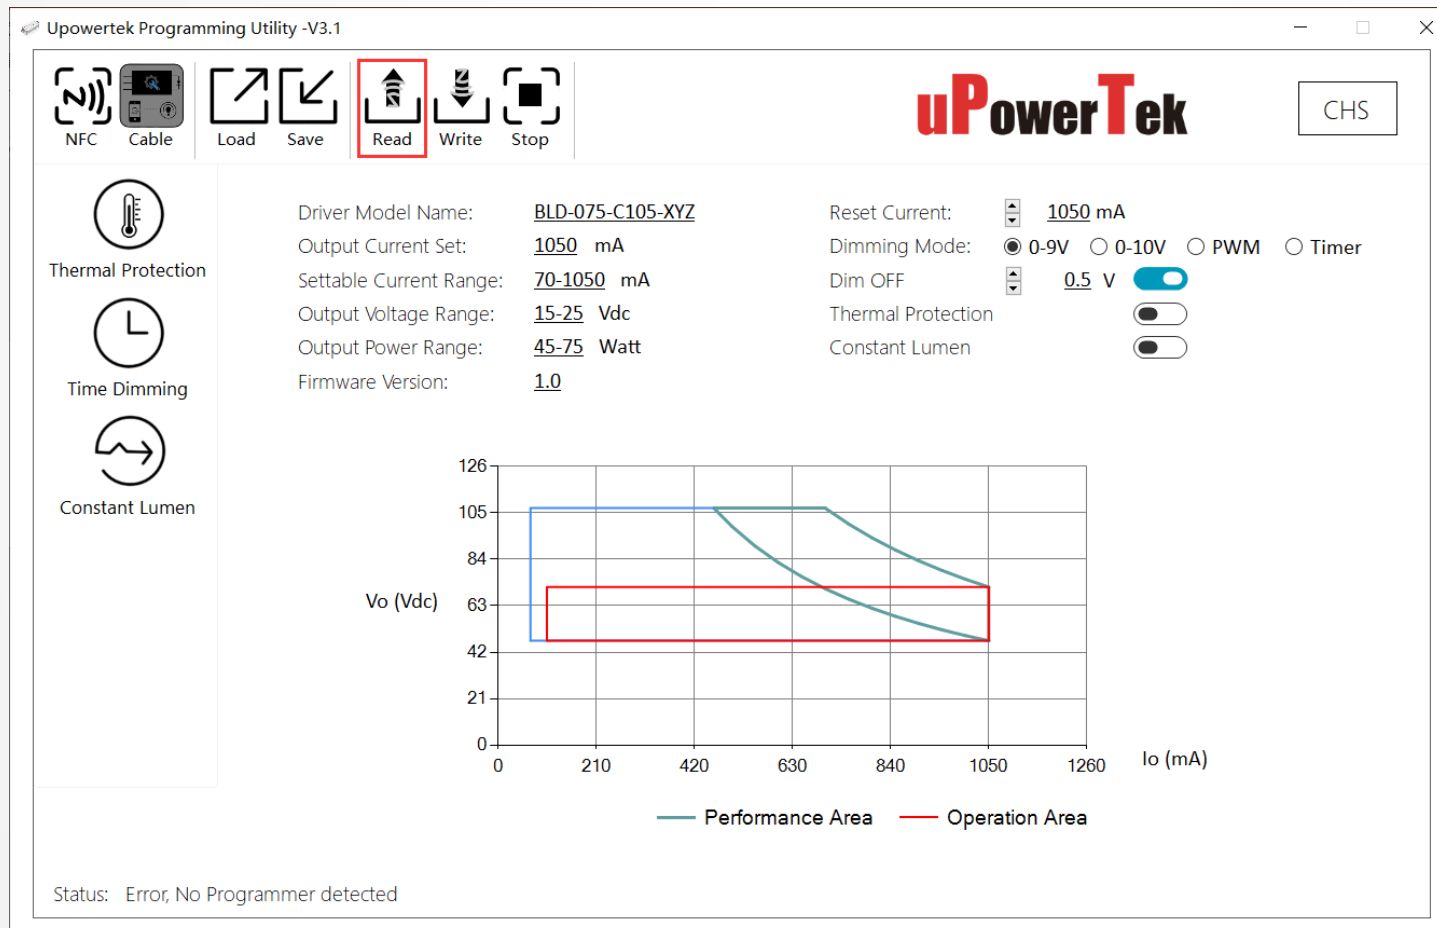 Upowertek Programming Utility -V3.1
NFC Cable Load Save Read Write Stop
uPowerTek
CHS
Thermal Protection
Time Dimming
Constant Lumen
Driver Model Name: BLD-075-C105-XYZ
Output Current Set: 1050 mA
Settable Current Range: 70-1050 mA
Output Voltage Range: 15-25 Vdc
Output Power Range: 45-75 Watt
Firmware Version: 1.0
Reset Current: 1050 mA
Dimming Mode: 0-9V 0-10V PWM Timer
Dim OFF 0.5 V
Thermal Protection
Constant Lumen
126
105
84
Vo (Vdc) 63
42
21
0
0 210 420 630 840 1050 1260 Io (mA)
Performance Area Operation Area
Status: Error, No Programmer detected